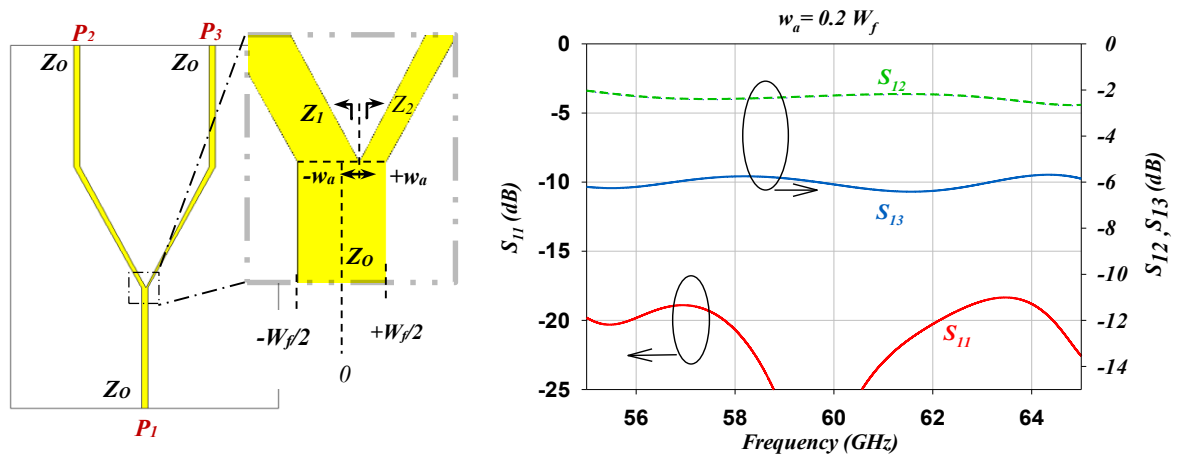 P2 P3
Zo Zo
Z1 Z2
-wa +wa
Zo
-Wf/2 +Wf/2
0
Zo
P1
wa = 0.2 Wf
S11 (dB)
0
-5
-10
-15
-20
-25
S12
S13
S11
0
-2
-4
-6
-8
-10
-12
-14
S12 , S13 (dB)
56 58 60 62 64
Frequency (GHz)